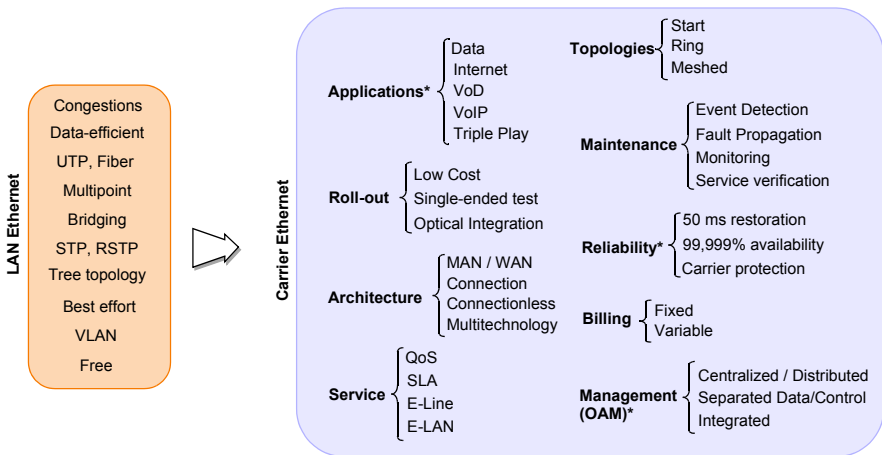 LAN Ethernet
Congestions
Data-efficient
UTP, Fiber
Multipoint
Bridging
STP, RSTP
Tree topology
Best effort
VLAN
Free
Carrier Ethernet
Applications*
Data
Internet
VoD
VoIP
Triple Play
Roll-out
Low Cost
Single-ended test
Optical Integration
Architecture
MAN / WAN
Connection
Connectionless
Multitechnology
Service
QoS
SLA
E-Line
E-LAN
Topologies
Start
Ring
Meshed
Maintenance
Event Detection
Fault Propagation
Monitoring
Service verification
Reliability*
50 ms restoration
99,999% availability
Carrier protection
Billing
Fixed
Variable
Management
(OAM)*
Centralized / Distributed
Separated Data/Control
Integrated